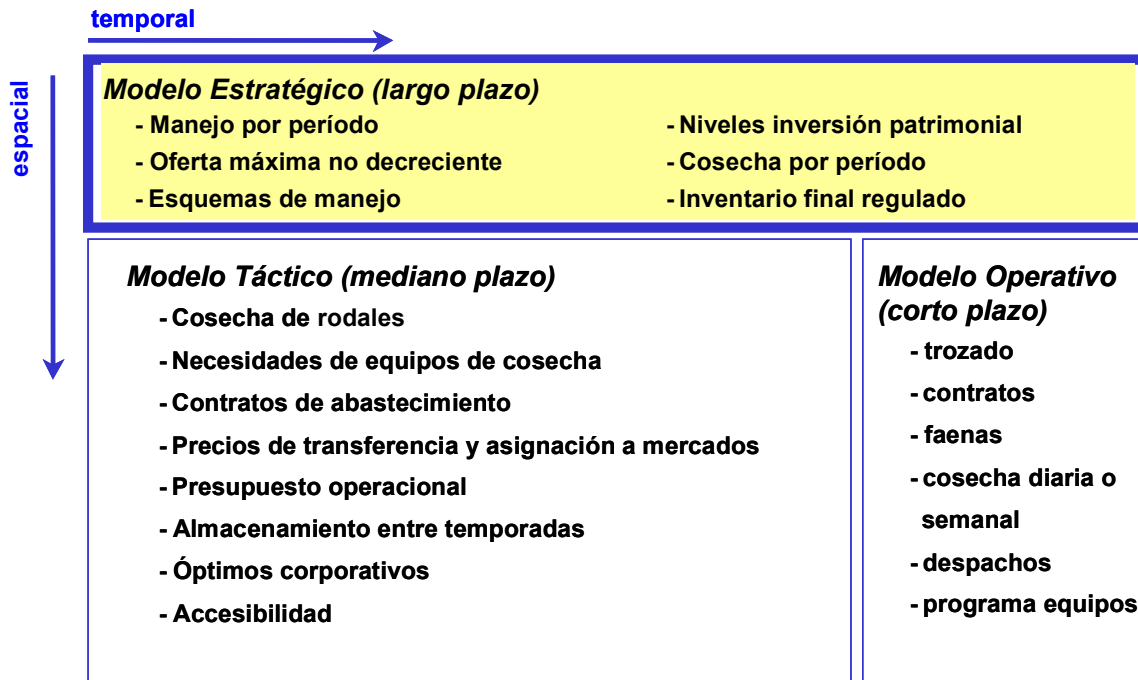 temporal
espacial
Modelo Estratégico (largo plazo)
- Manejo por período
- Oferta máxima no decreciente
- Esquemas de manejo
- Niveles inversión patrimonial
- Cosecha por período
- Inventario final regulado
Modelo Táctico (mediano plazo)
- Cosecha de rodales
- Necesidades de equipos de cosecha
- Contratos de abastecimiento
- Precios de transferencia y asignación a mercados
- Presupuesto operacional
- Almacenamiento entre temporadas
- Óptimos corporativos
- Accesibilidad
Modelo Operativo
(corto plazo)
- trozado
- contratos
- faenas
- cosecha diaria o
semanal
- despachos
- programa equipos